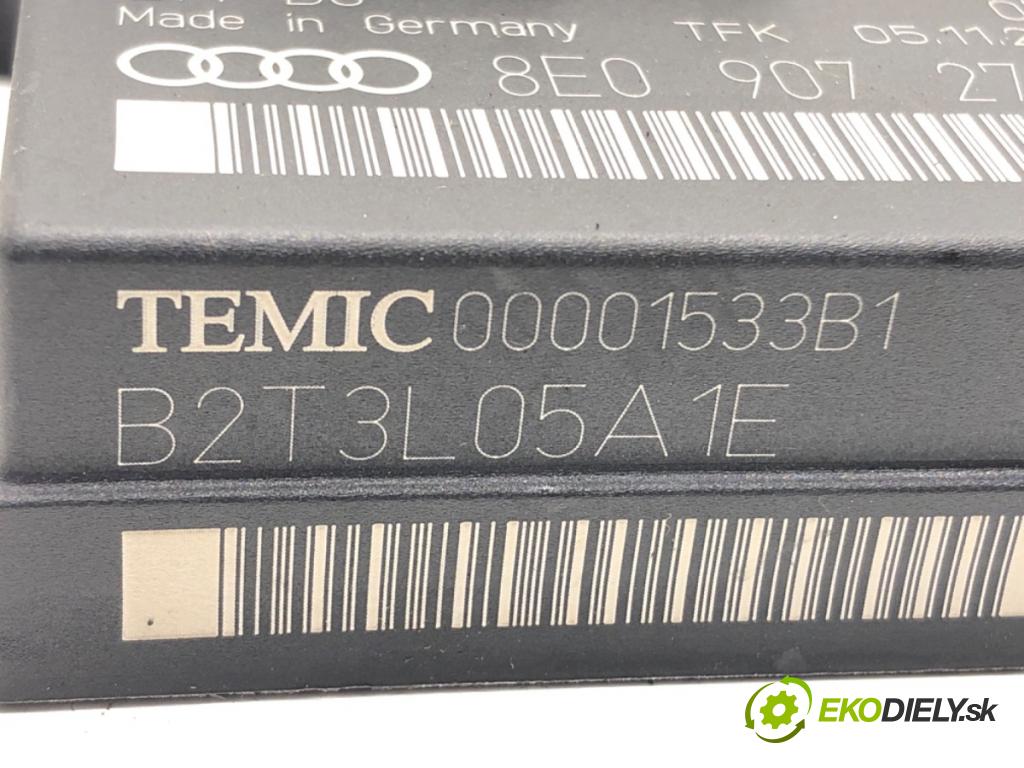 Made in Germany TFK 05.11.2
8E0 907 27
TEMIC 00001533B1
B2T3L05A1E
EKODIELY.sk